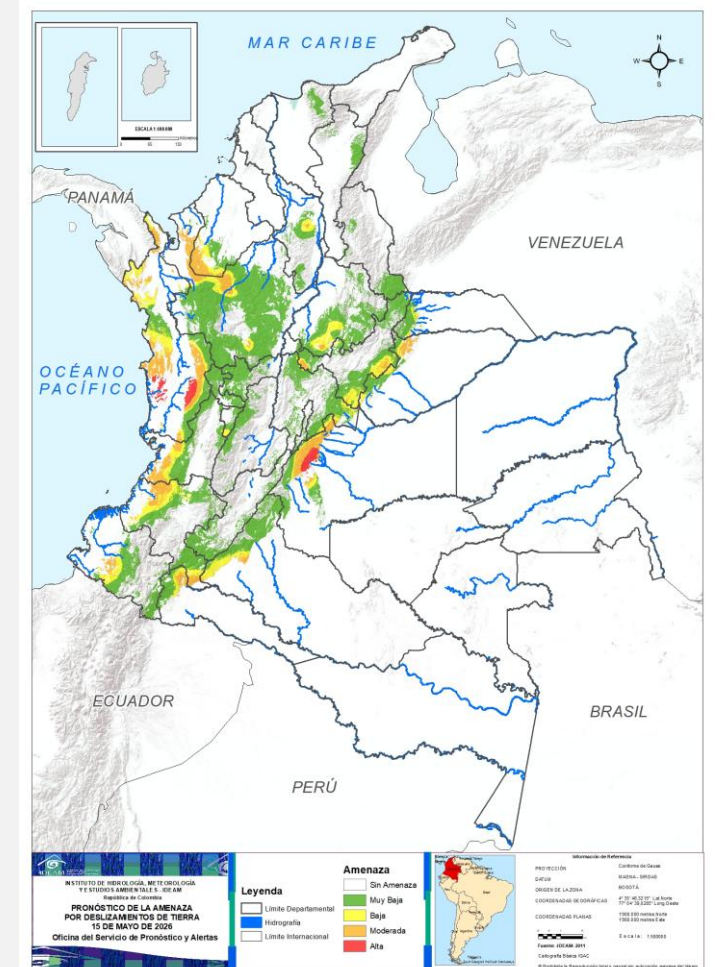 MAR CARIBE
N
W
E
S
PANAMÁ
VENEZUELA
OCÉANO
PACÍFICO
ECUADOR
BRASIL
PERÚ
INSTITUTO DE HIDROLOGÍA, METEOROLOGÍA
Y ESTUDIOS AMBIENTALES - IDEAM
República de Colombia
PRONÓSTICO DE LA AMENAZA
POR DESLIZAMIENTOS DE TIERRA
15 DE MAYO DE 2026
Oficina del Servicio de Pronóstico y Alertas
Leyenda
Límite Departamental
Hidrografía
Límite Internacional
Amenaza
Sin Amenaza
Muy Baja
Baja
Moderada
Alta
Información de Referencia
PROYECCIÓN
Conforme de Gauss
DATUM
MAGNA - SIRGAS
ORIGEN DE LA ZONA
BOGOTÁ
COORDENADAS GEOGRÁFICAS
COORDENADAS PLANAS
Fuente: IDEAM 2011
Cartografía Básica IGAC